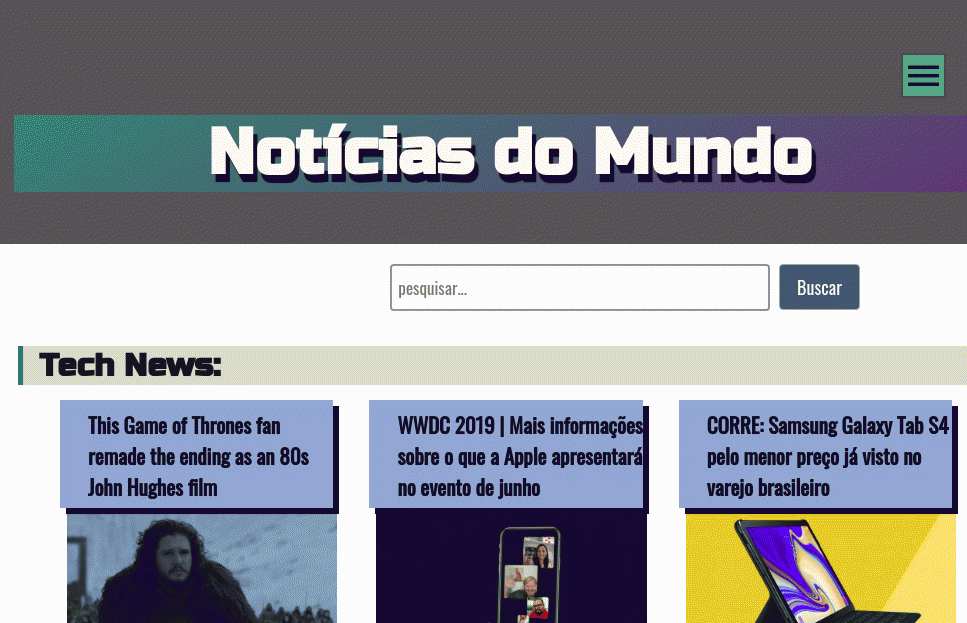 Notícias do Mundo
pesquisar...
Buscar
Tech News:
This Game of Thrones fan
remade the ending as an 80s
John Hughes film
WWDC 2019 | Mais informações
sobre o que a Apple apresentará
no evento de junho
CORRE: Samsung Galaxy Tab S4
pelo menor preço já visto no
varejo brasileiro